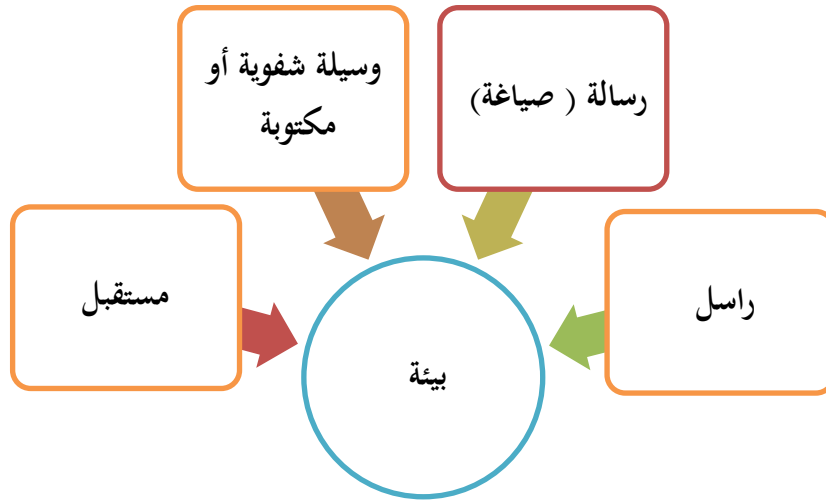 رسالة ( صياغة)
وسيلة شفوية أو
مكتوبة
راسل
مستقبل
بيئة